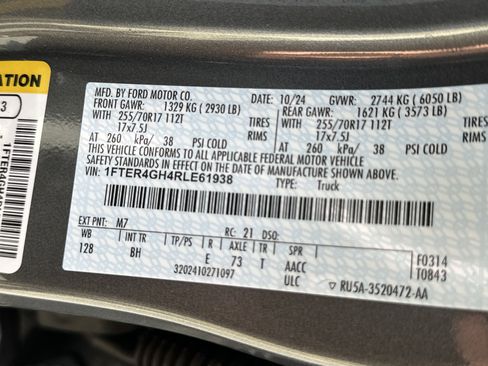 MFD. BY FORD MOTOR CO. 10/24 GVWR: 2744 KG ( 6050 LB)
FRONT GAWR: 1329 KG ( 2930 LB) REAR GAWR: 1621 KG ( 3573 LB)
255/70R17 112T TIRES 255/70R17 112T TIRE
17x7.5J RIMS 17x7.5J RIMS
AT 260 kPa/ 38 PSI COLD AT 260 kPa/ 38 PSI COLD
THIS VEHICLE CONFORMS TO ALL APPLICABLE FEDERAL MOTOR VEHICLE
SAFETY STANDARDS IN EFFECT ON THE DATE OF MANUFACTURE SHOWN ABOVE.
VIN: 1FTER4GH4RLE61938 TYPE: Truck
EXT PNT: M7 RC: 21 DSO:
WB INT TR TP/PS R AXLE TR SPR F0314
128 BH E 73 T AACC T0843
3202410271097 ULC ▽ RU5A-3520472-AA
ATION
3
1FTER4GH4R